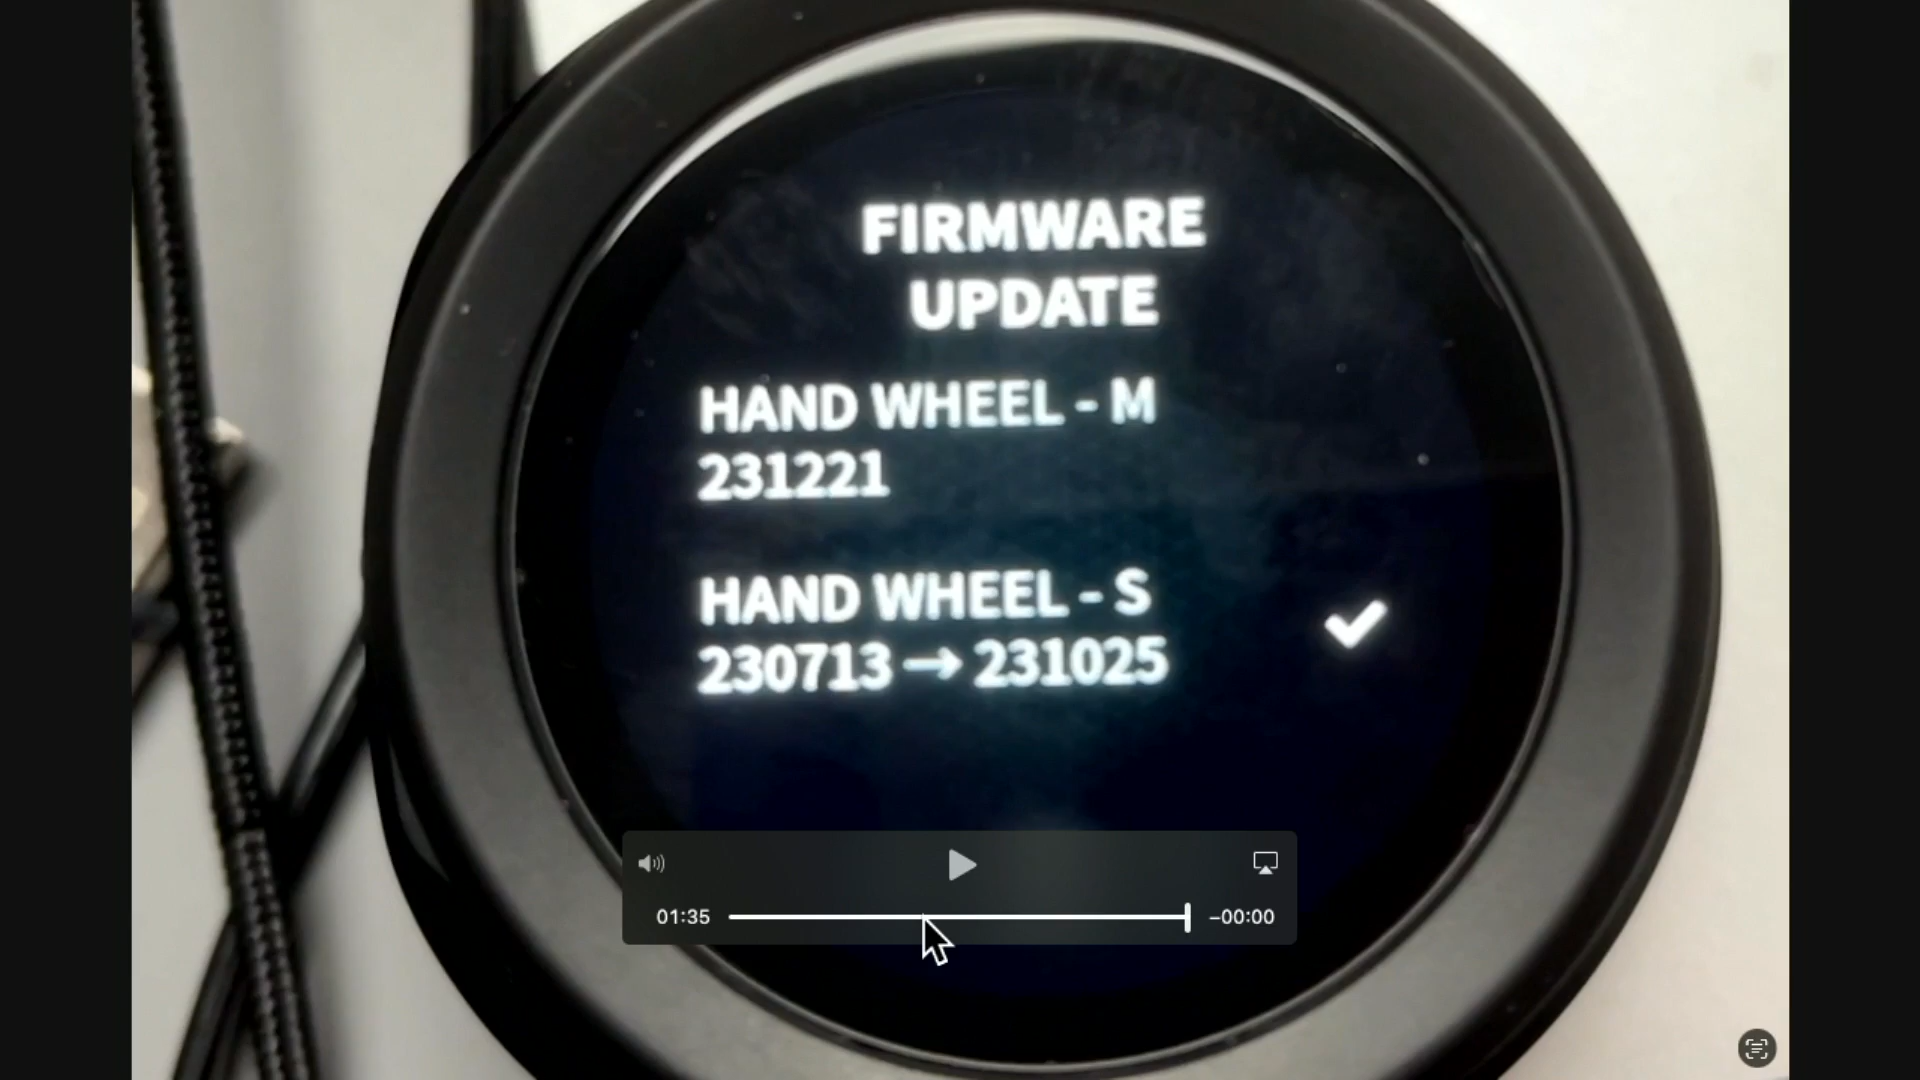 FIRMWARE
UPDATE
HAND WHEEL - M
231221
HAND WHEEL - S
230713 → 231025
01:35
-00:00